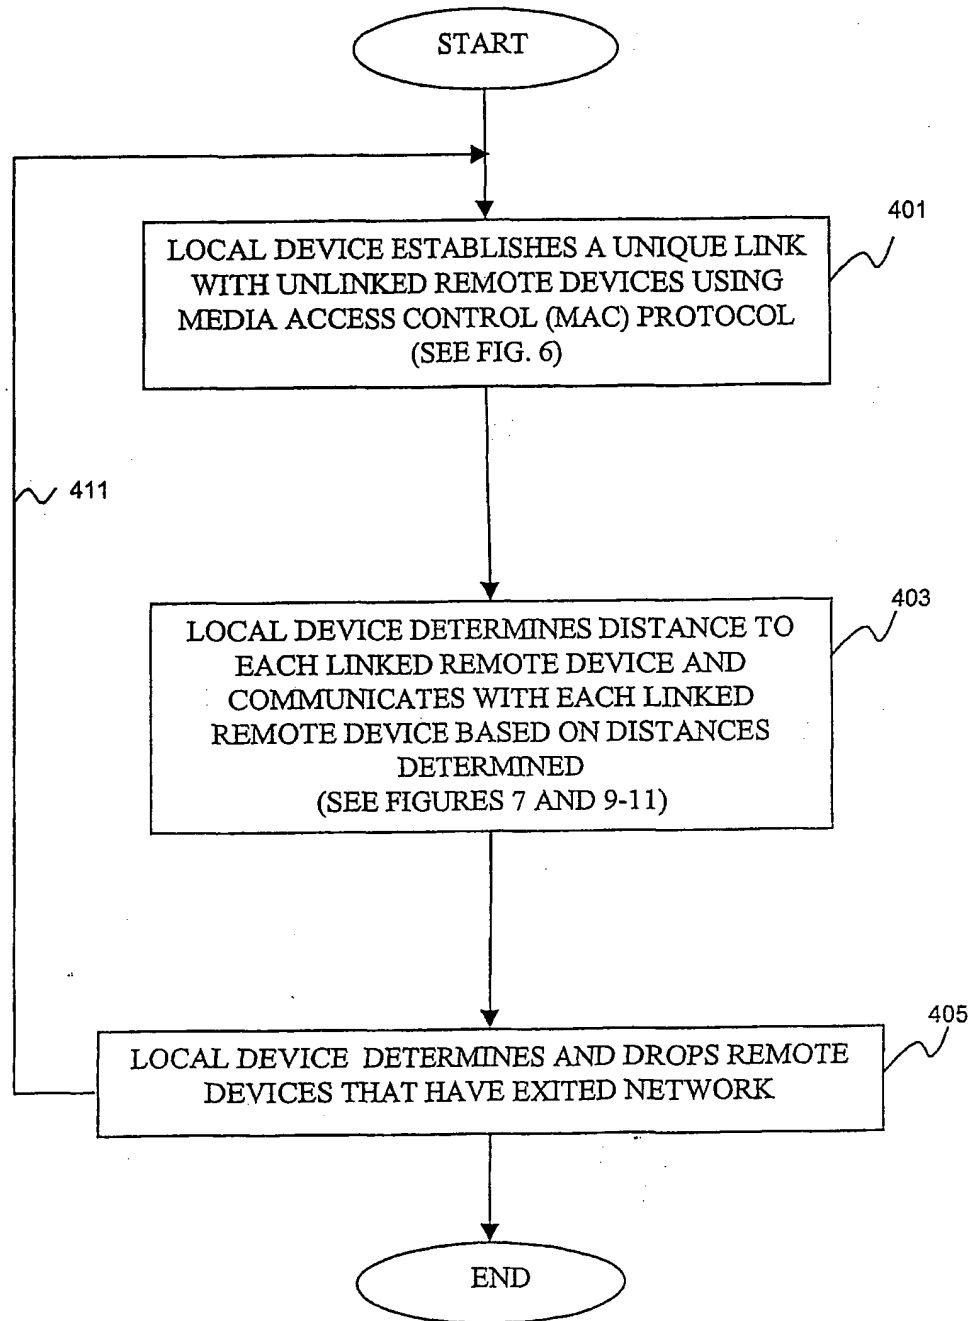 START
401
LOCAL DEVICE ESTABLISHES A UNIQUE LINK
WITH UNLINKED REMOTE DEVICES USING
MEDIA ACCESS CONTROL (MAC) PROTOCOL
(SEE FIG. 6)
411
403
LOCAL DEVICE DETERMINES DISTANCE TO
EACH LINKED REMOTE DEVICE AND
COMMUNICATES WITH EACH LINKED
REMOTE DEVICE BASED ON DISTANCES
DETERMINED
(SEE FIGURES 7 AND 9-11)
405
LOCAL DEVICE DETERMINES AND DROPS REMOTE
DEVICES THAT HAVE EXITED NETWORK
END